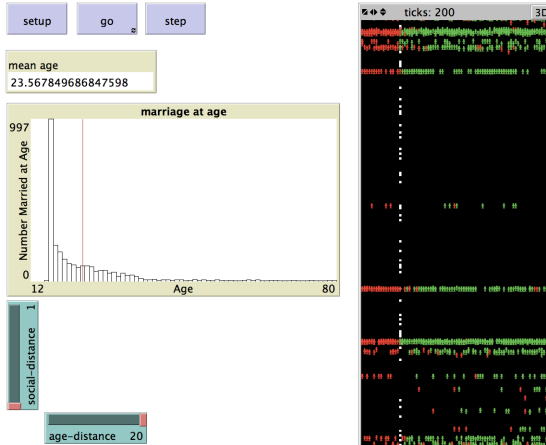 setup
go
step
mean age
23.567849686847598
marriage at age
997
Number Married at Age
0
12
Age
80
social-distance 1
age-distance 20
ticks: 200
3D